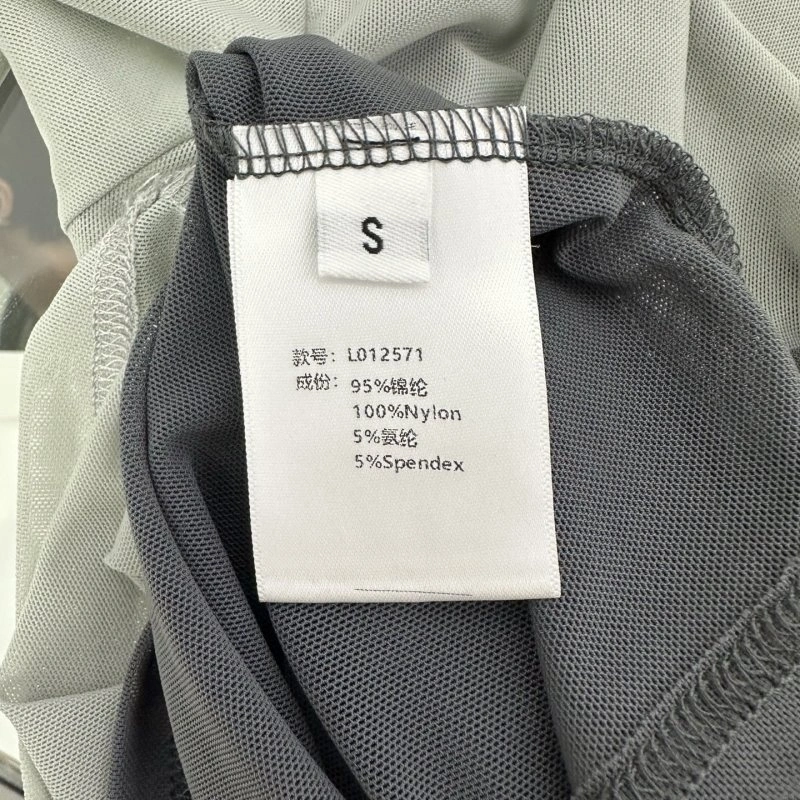 S
款号: L012571
成份: 95%锦纶
100%Nylon
5%氨纶
5%Spendex